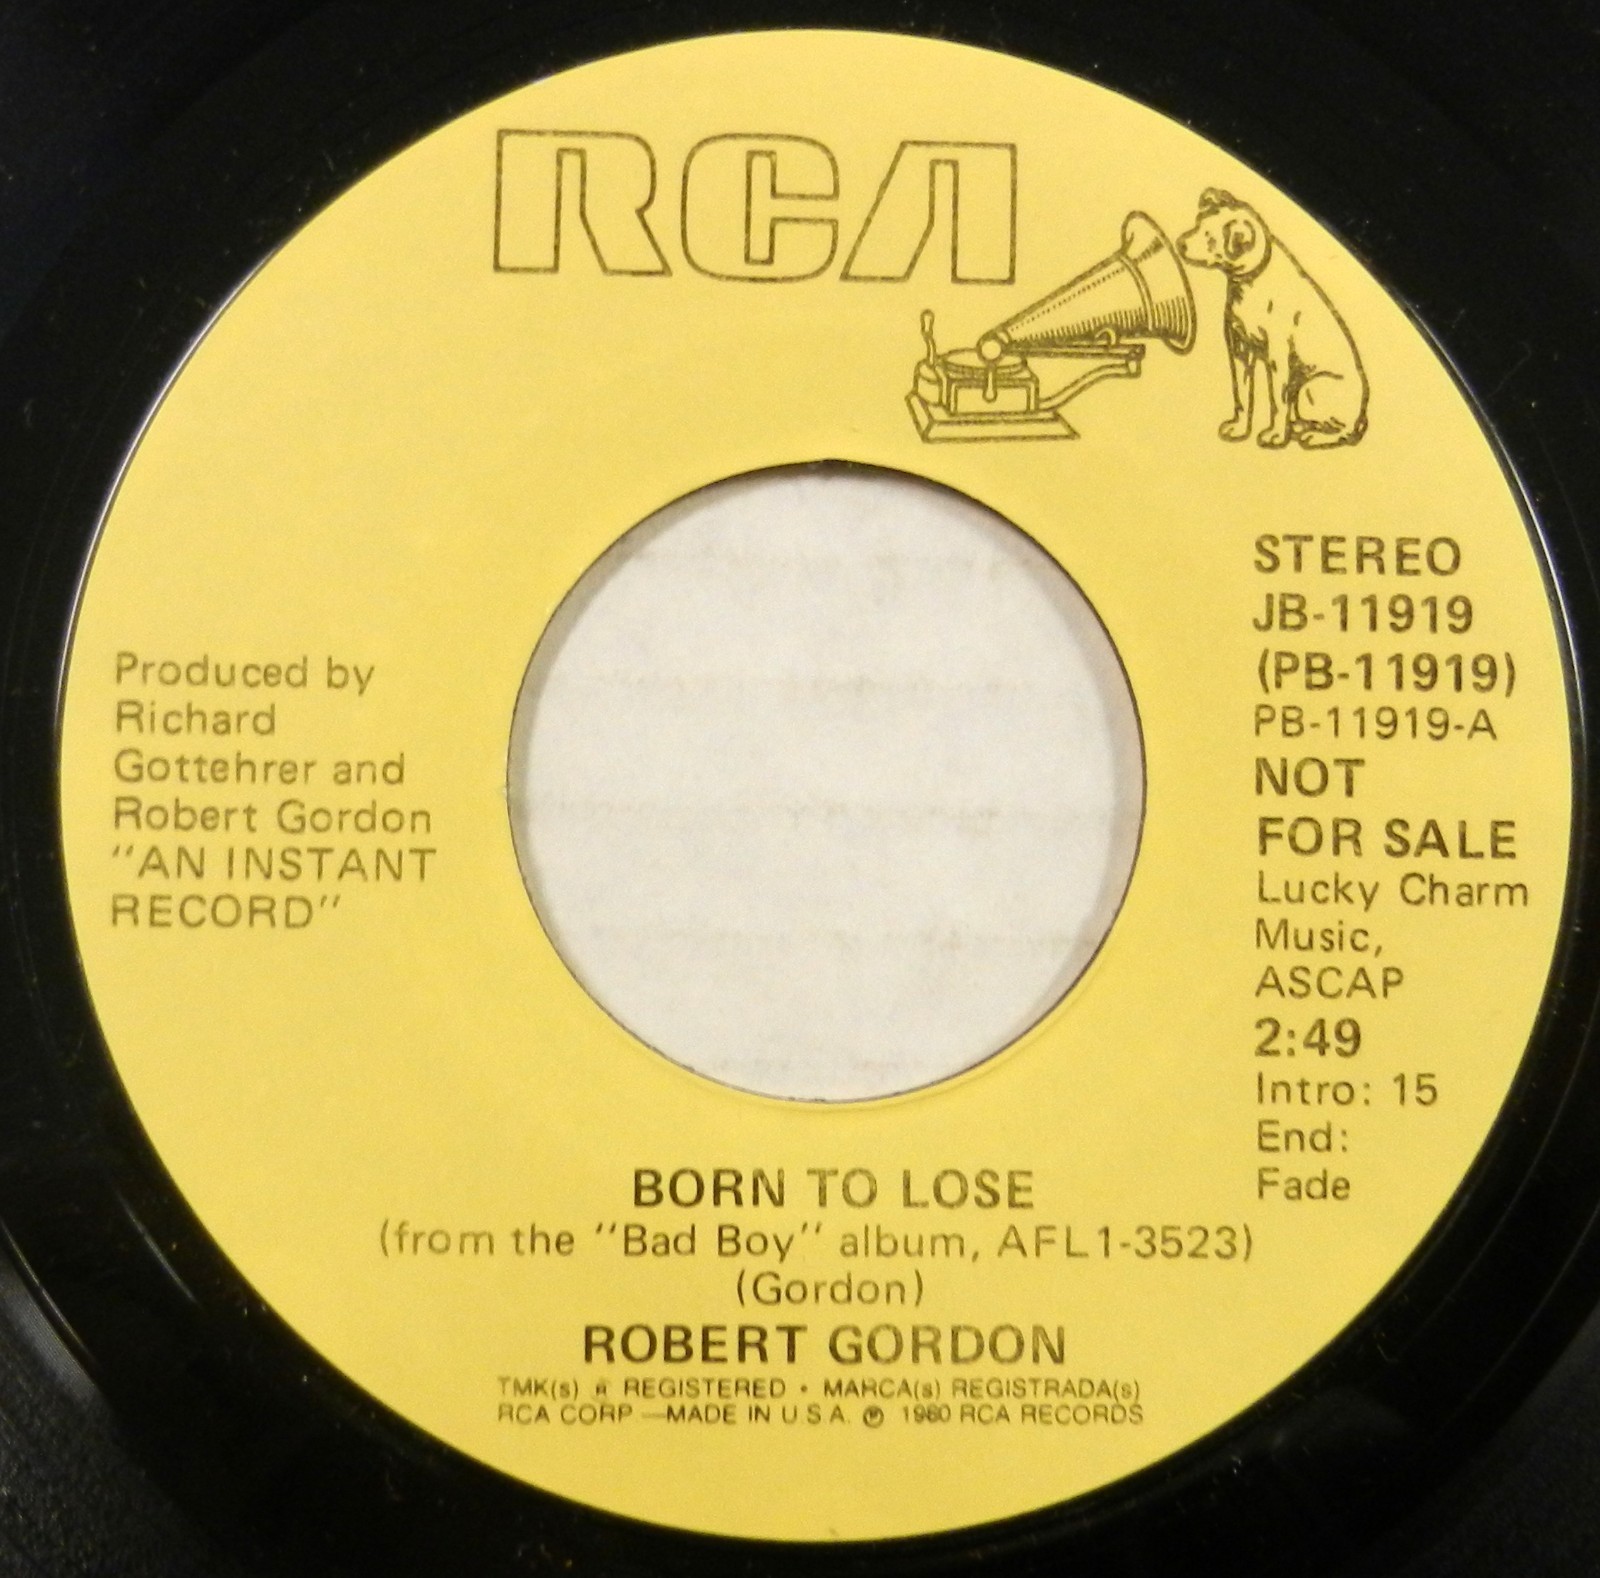 RCA
Produced by
Richard
Gottehrer and
Robert Gordon
"AN INSTANT
RECORD"
STEREO
JB-11919
(PB-11919)
PB-11919-A
NOT
FOR SALE
Lucky Charm
Music,
ASCAP
2:49
Intro: 15
End:
Fade
BORN TO LOSE
(from the "Bad Boy" album, AFL1-3523)
(Gordon)
ROBERT GORDON
TMK(s) ® REGISTERED • MARCA(s) REGISTRADA(s)
RCA CORP —MADE IN U.S.A. ℗ 1980 RCA RECORDS